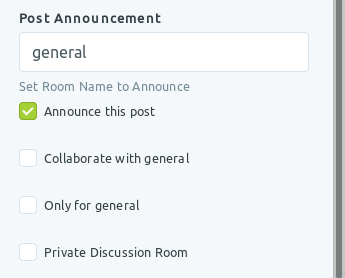 Post Announcement
general
Set Room Name to Announce
Announce this post
Collaborate with general
Only for general
Private Discussion Room